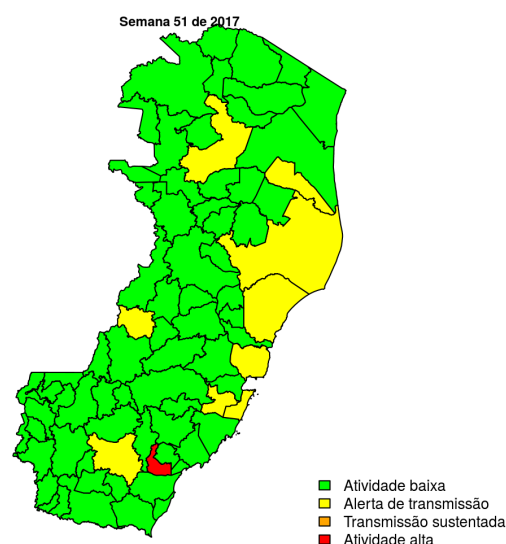 Semana 51 de 2017
Atividade baixa
Alerta de transmissão
Transmissão sustentada
Atividade alta